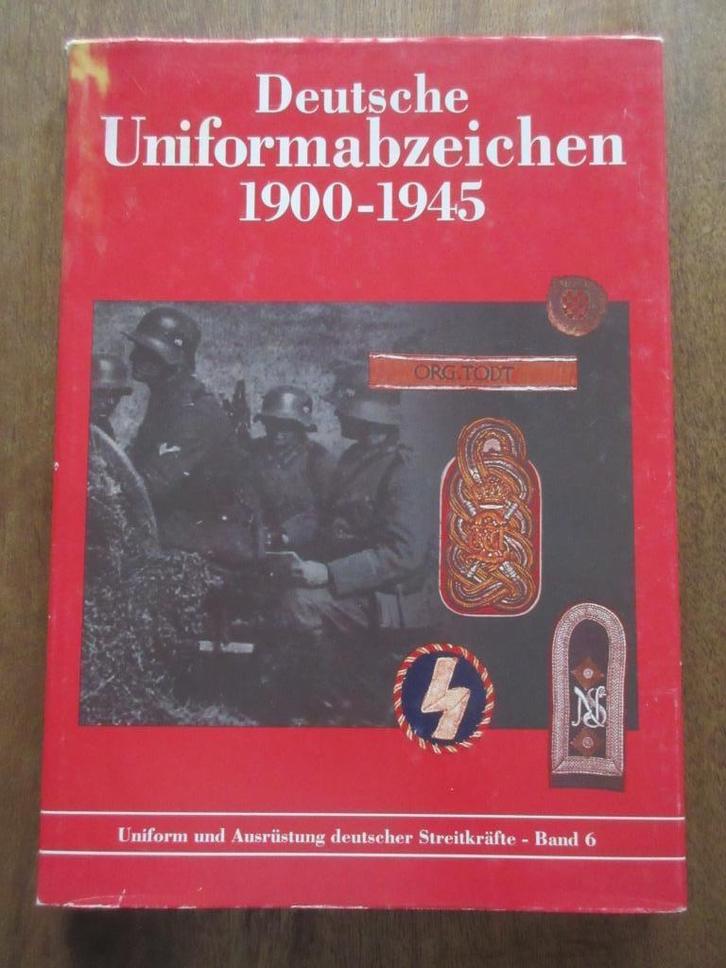 Deutsche
Uniformabzeichen
1900-1945
ORG.TODT
Uniform und Ausrüstung deutscher Streitkräfte - Band 6